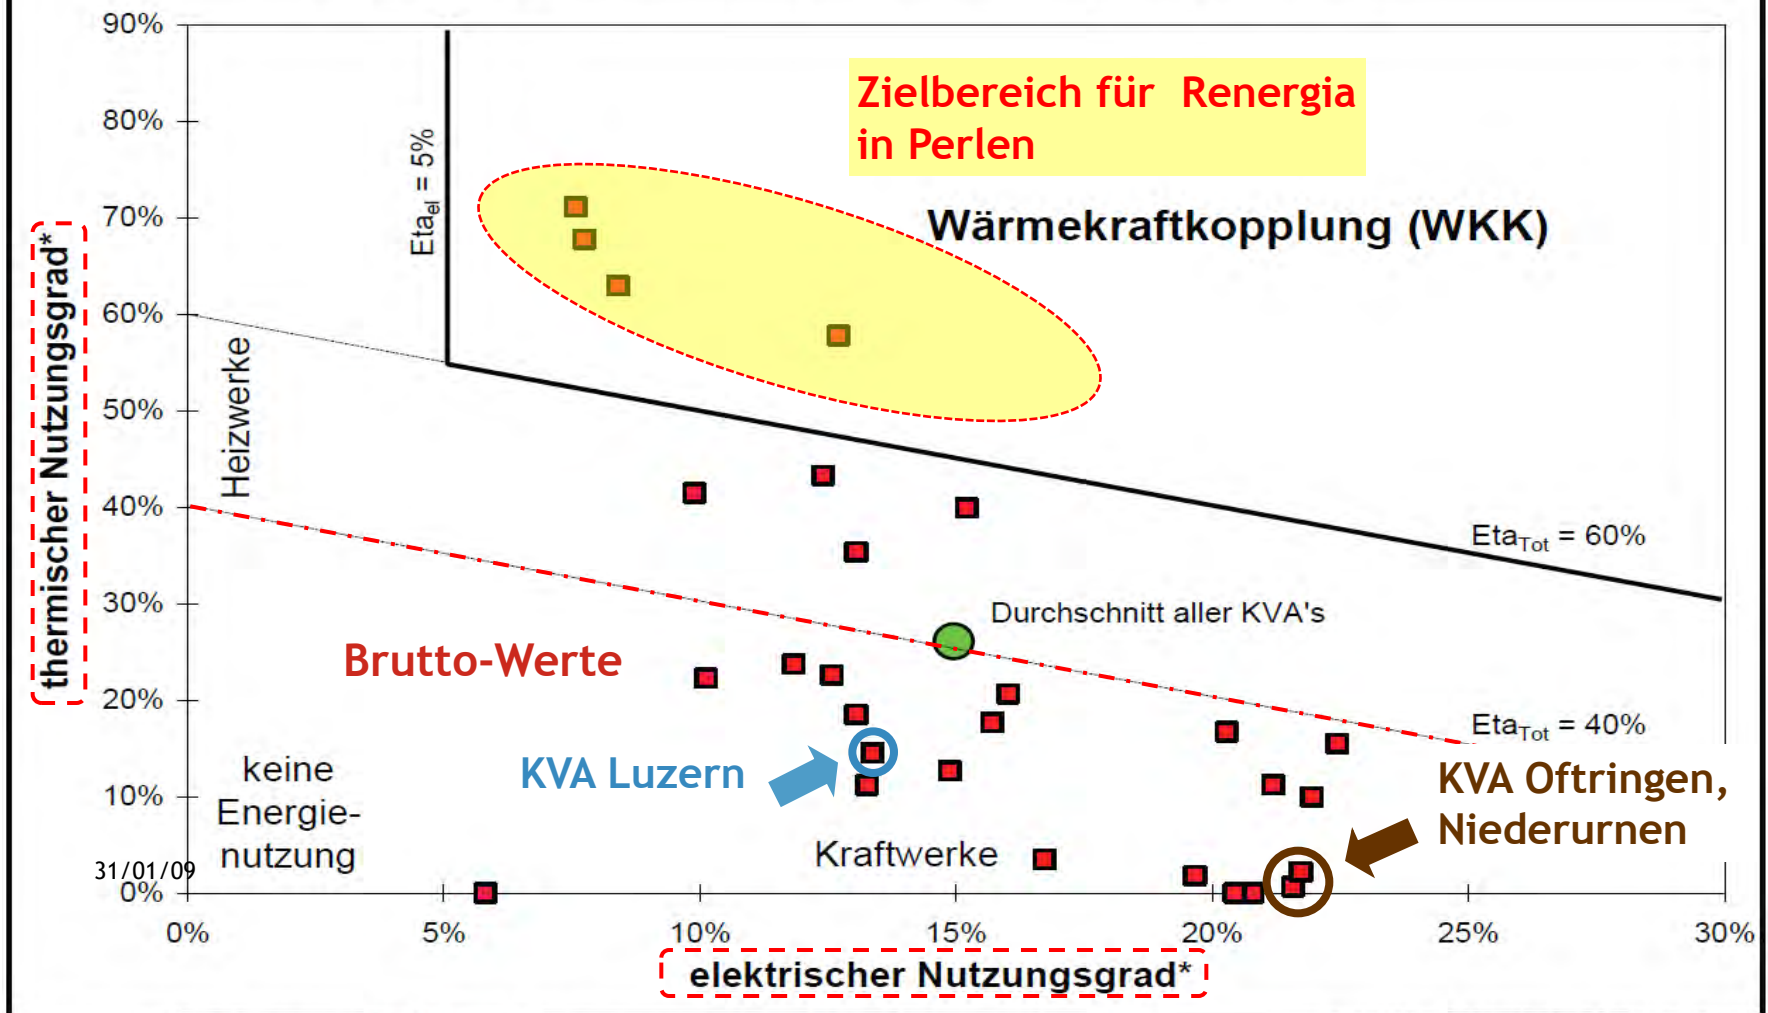 90%
80%
70%
60%
50%
40%
30%
20%
10%
0%
thermischer Nutzungsgrad*
Zielbereich für Renergia
in Perlen
Eta_el = 5%
Wärmekraftkopplung (WKK)
Heizwerke
Eta_Tot = 60%
Durchschnitt aller KVA's
Brutto-Werte
Eta_Tot = 40%
keine
Energie-
nutzung
KVA Luzern
KVA Oftringen,
Niederurnen
Kraftwerke
31/01/09
0%
5%
10%
15%
20%
25%
30%
elektrischer Nutzungsgrad*